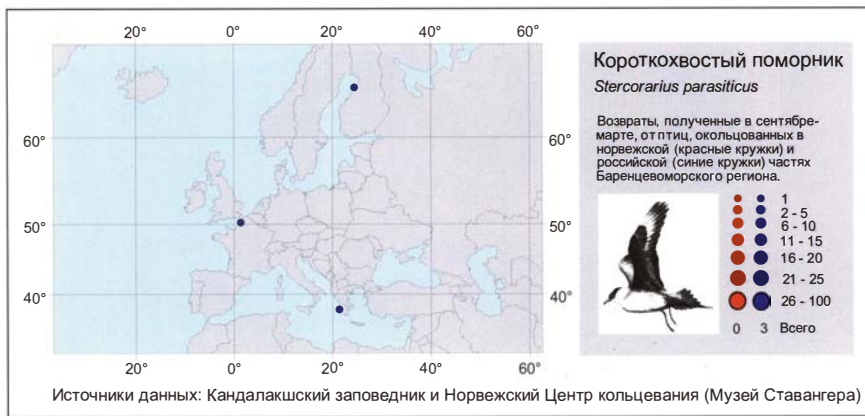 20° 0° 20° 40° 60°
60° 60°
50° 50°
40° 40°
20° 0° 20° 40° 60°
Короткохвостый поморник
Stercorarius parasiticus
Возвраты, полученные в сентябре-
марте, от птиц, окольцованных в
норвежской (красные кружки) и
российской (синие кружки) частях
Баренцевоморского региона.
1
2 - 5
6 - 10
11 - 15
16 - 20
21 - 25
26 - 100
0 3 Всего
Источники данных: Кандалакшский заповедник и Норвежский Центр кольцевания (Музей Ставангера)